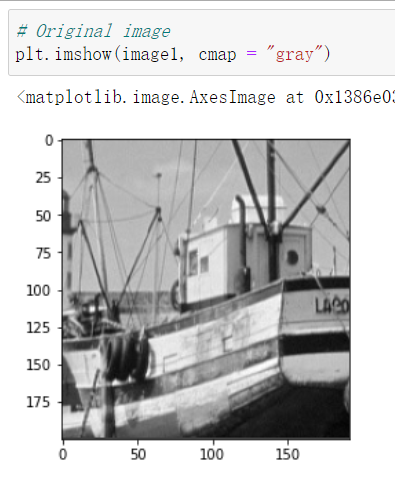 # Original image
plt.imshow(image1, cmap = "gray")
<matplotlib.image.AxesImage at 0x1386e03
0
25
50
75
100
125
150
175
0 50 100 150